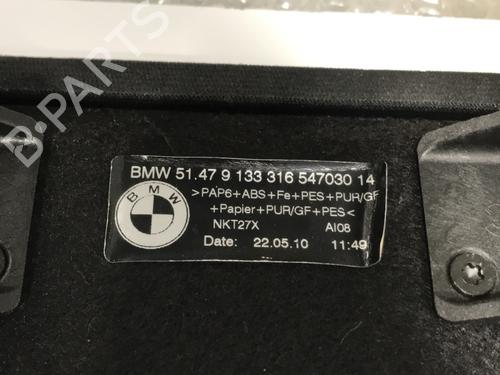 B-PARTS
BMW 51.47 9 133 316 547030 14
>PAP6+ABS+Fe+PES+PUR/GF
+Papier+PUR/GF+PES<
NKT27X AI08
Date: 22.05.10 11:49
BMW